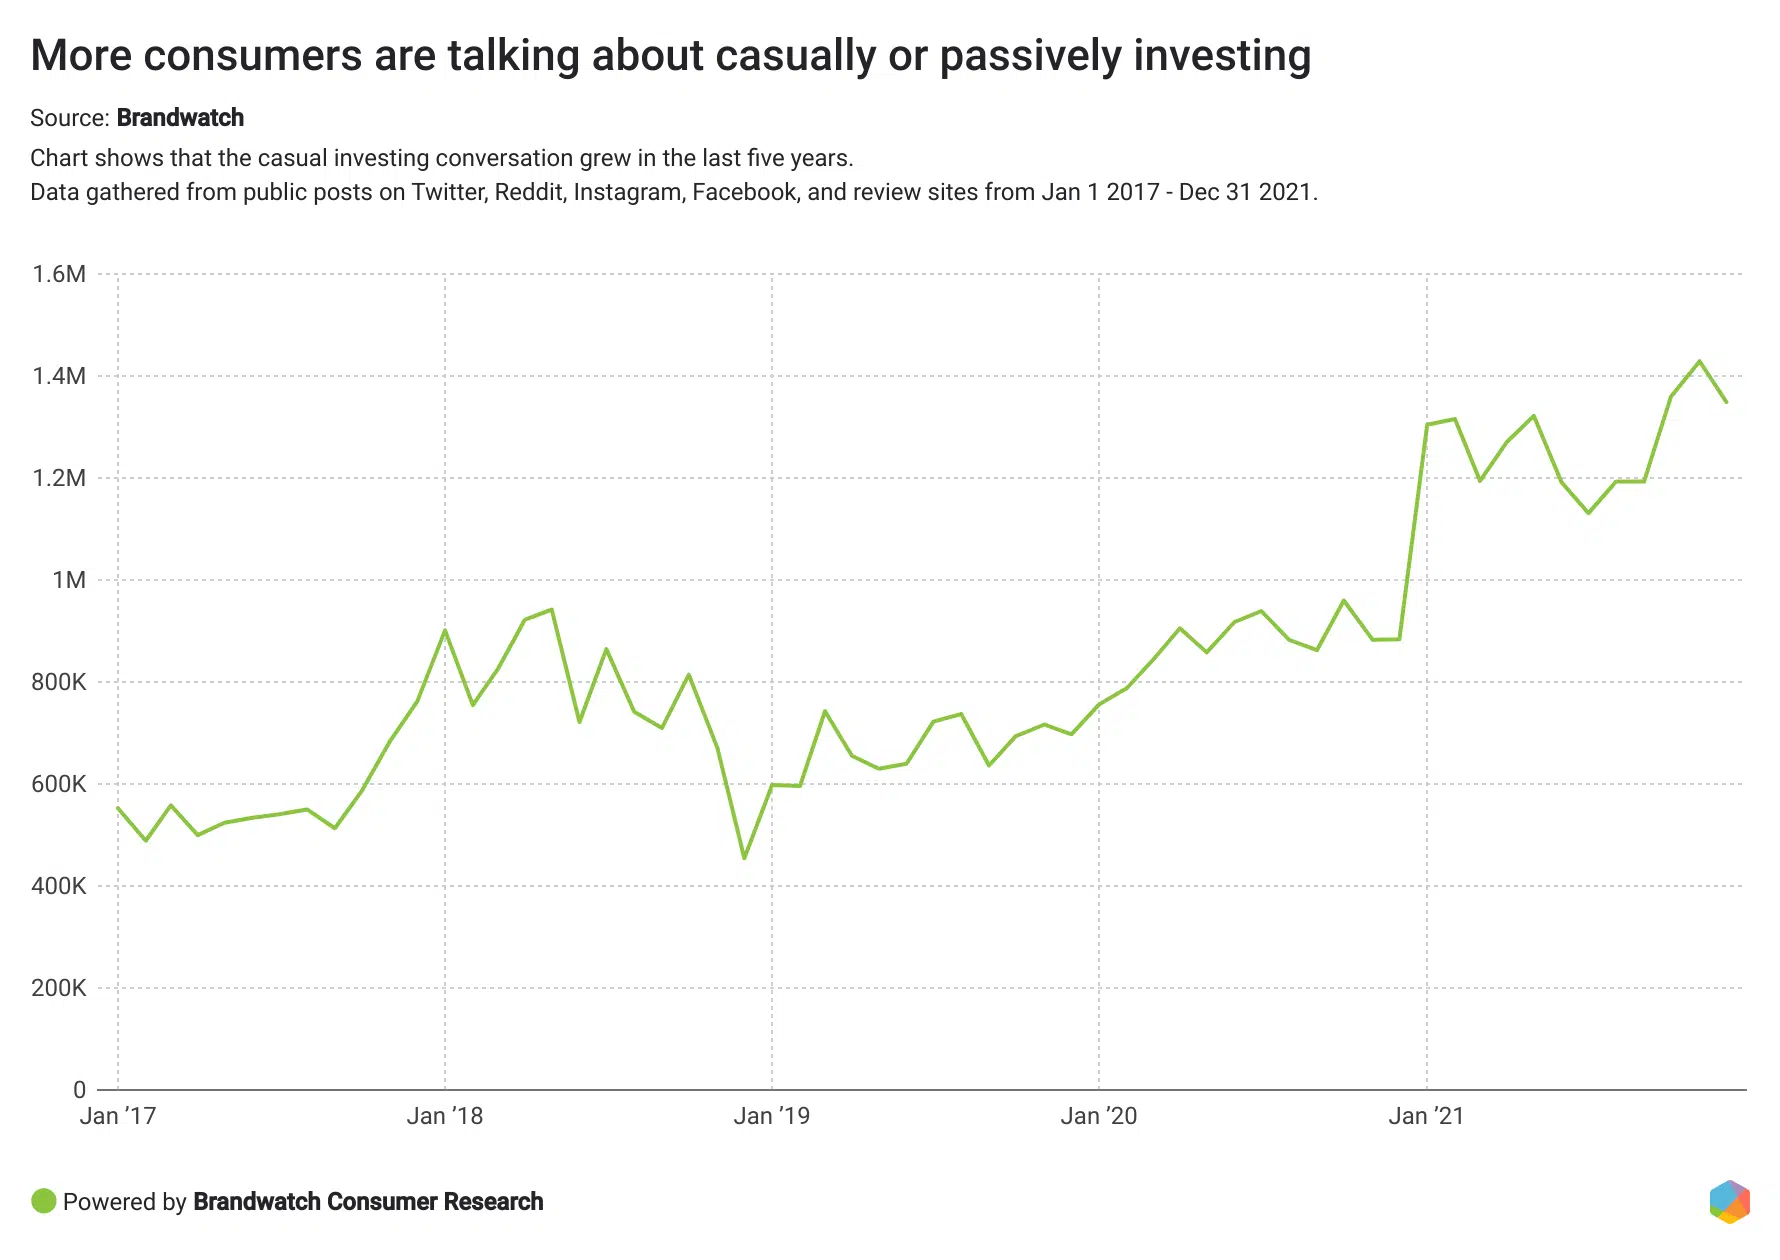 More consumers are talking about casually or passively investing
Source: Brandwatch
Chart shows that the casual investing conversation grew in the last five years.
Data gathered from public posts on Twitter, Reddit, Instagram, Facebook, and review sites from Jan 1 2017 - Dec 31 2021.
1.6M
1.4M
1.2M
1M
800K
600K
400K
200K
0
Jan ’17 Jan ’18 Jan ’19 Jan ’20 Jan ’21
Powered by Brandwatch Consumer Research